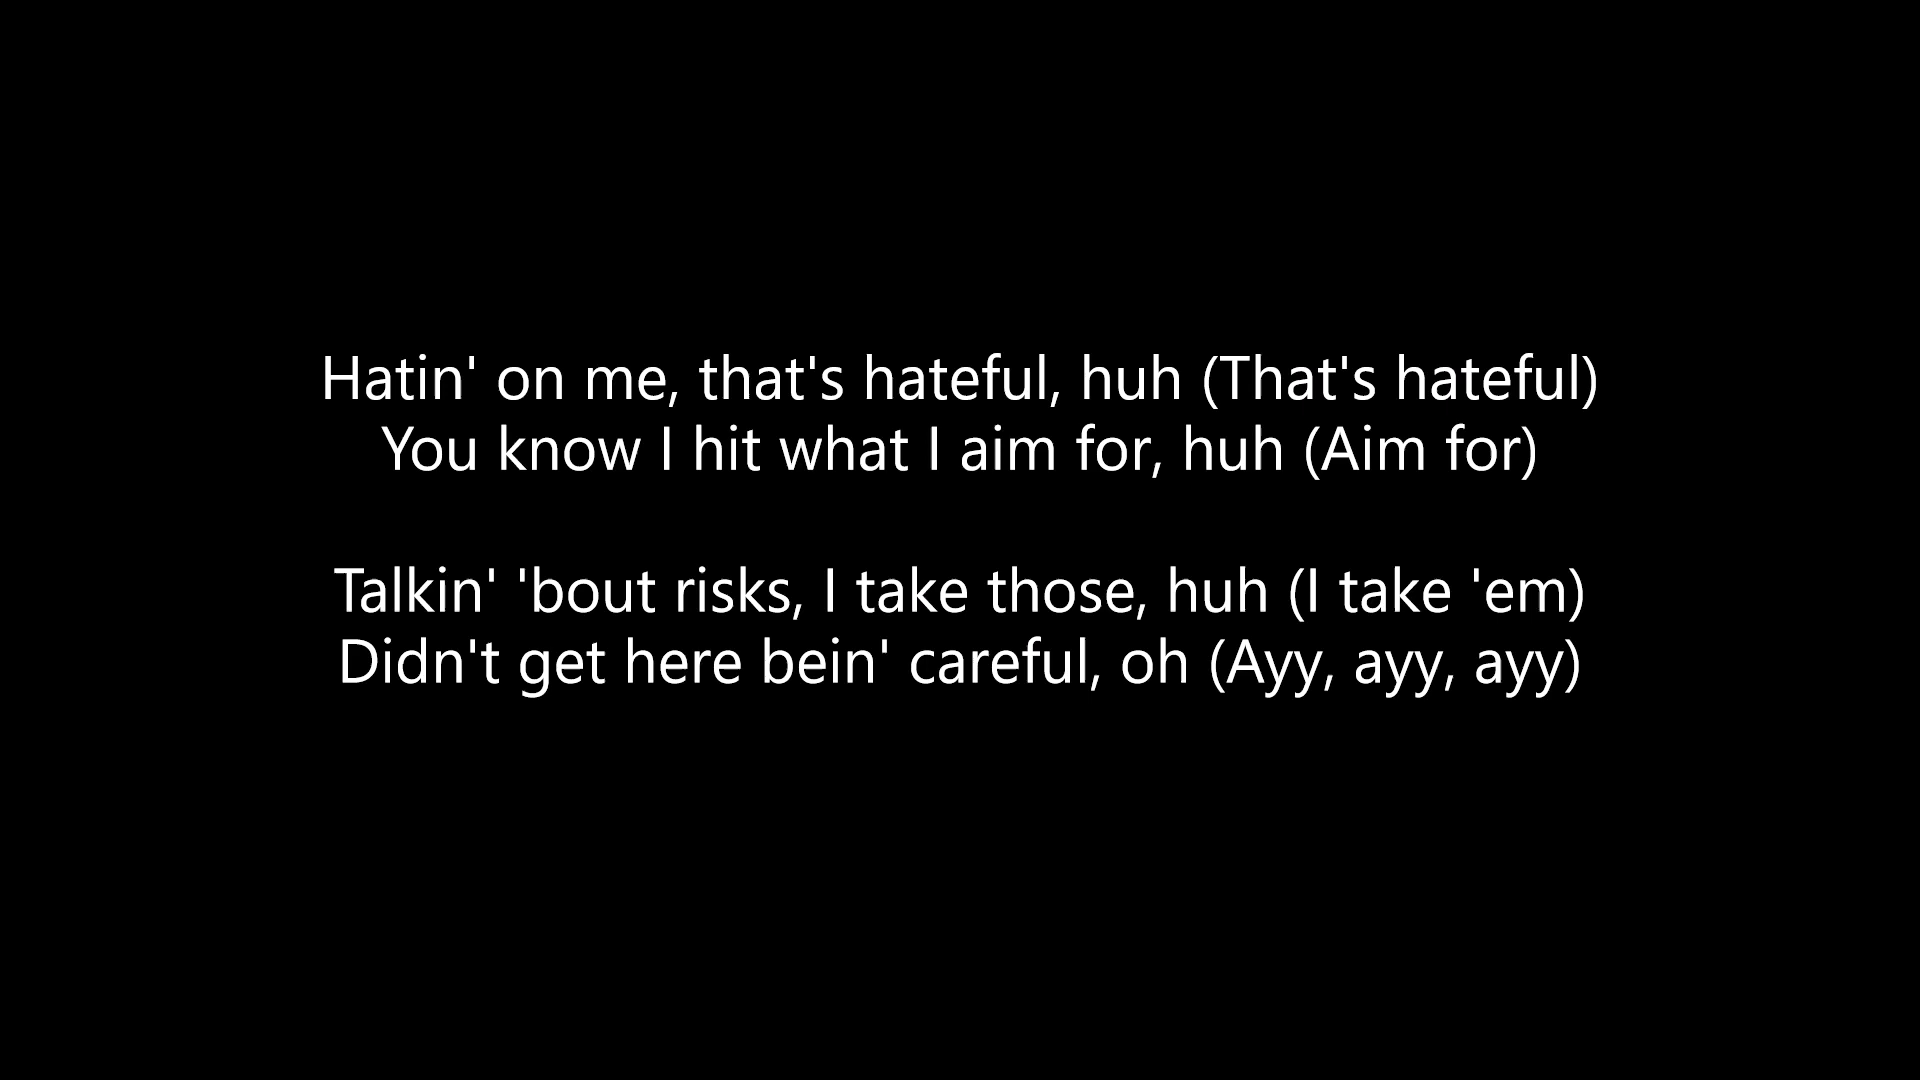 Hatin' on me, that's hateful, huh (That's hateful)
You know I hit what I aim for, huh (Aim for)
Talkin' 'bout risks, I take those, huh (I take 'em)
Didn't get here bein' careful, oh (Ayy, ayy, ayy)